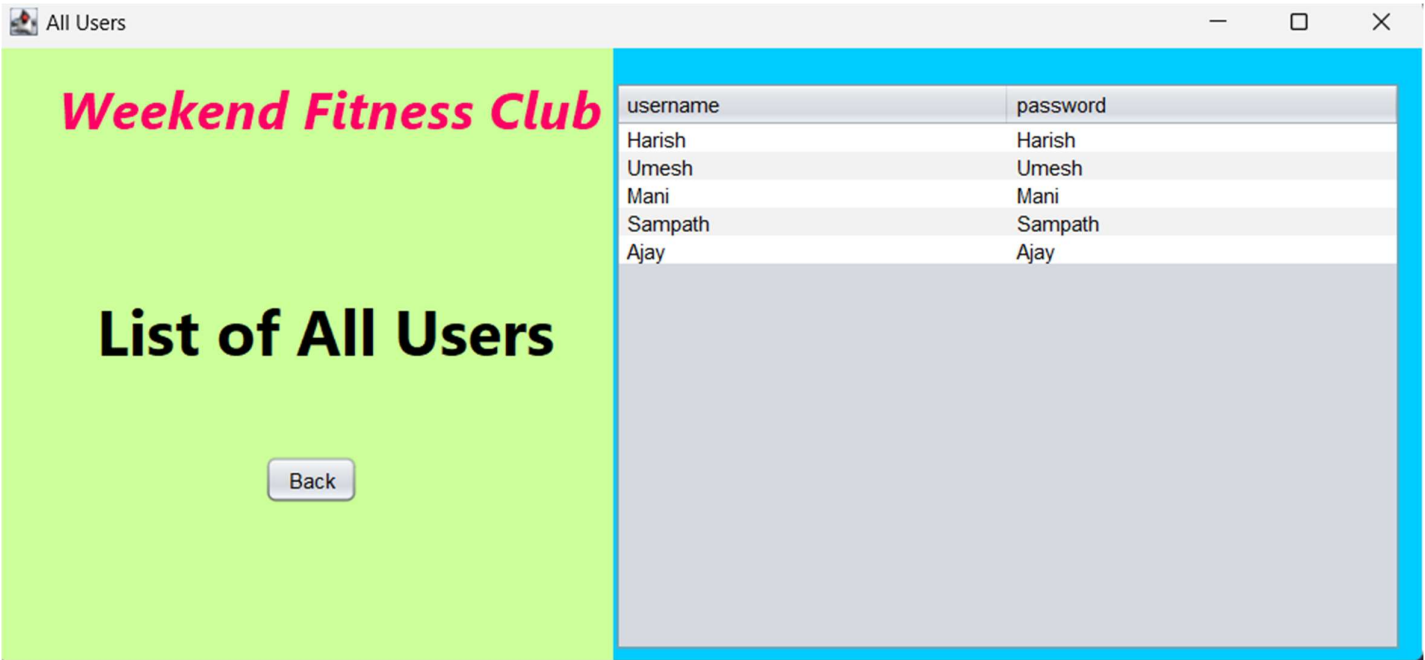 All Users
Weekend Fitness Club
List of All Users
Back
username password
Harish Harish
Umesh Umesh
Mani Mani
Sampath Sampath
Ajay Ajay